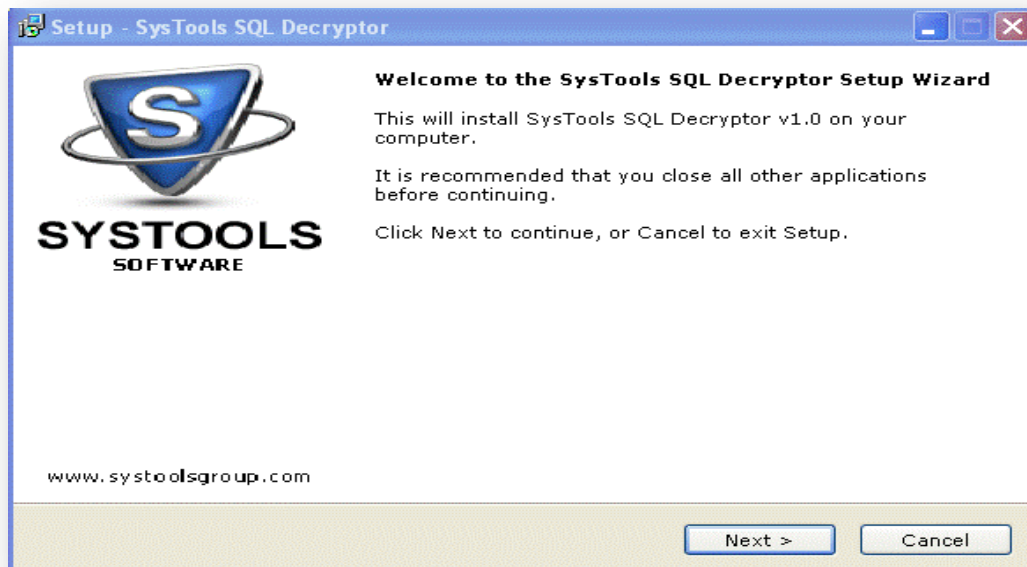 Setup - SysTools SQL Decryptor
Welcome to the SysTools SQL Decryptor Setup Wizard
This will install SysTools SQL Decryptor v1.0 on your
computer.
It is recommended that you close all other applications
before continuing.
Click Next to continue, or Cancel to exit Setup.
S
SYSTOOLS
SOFTWARE
www.systoolsgroup.com
Next >
Cancel